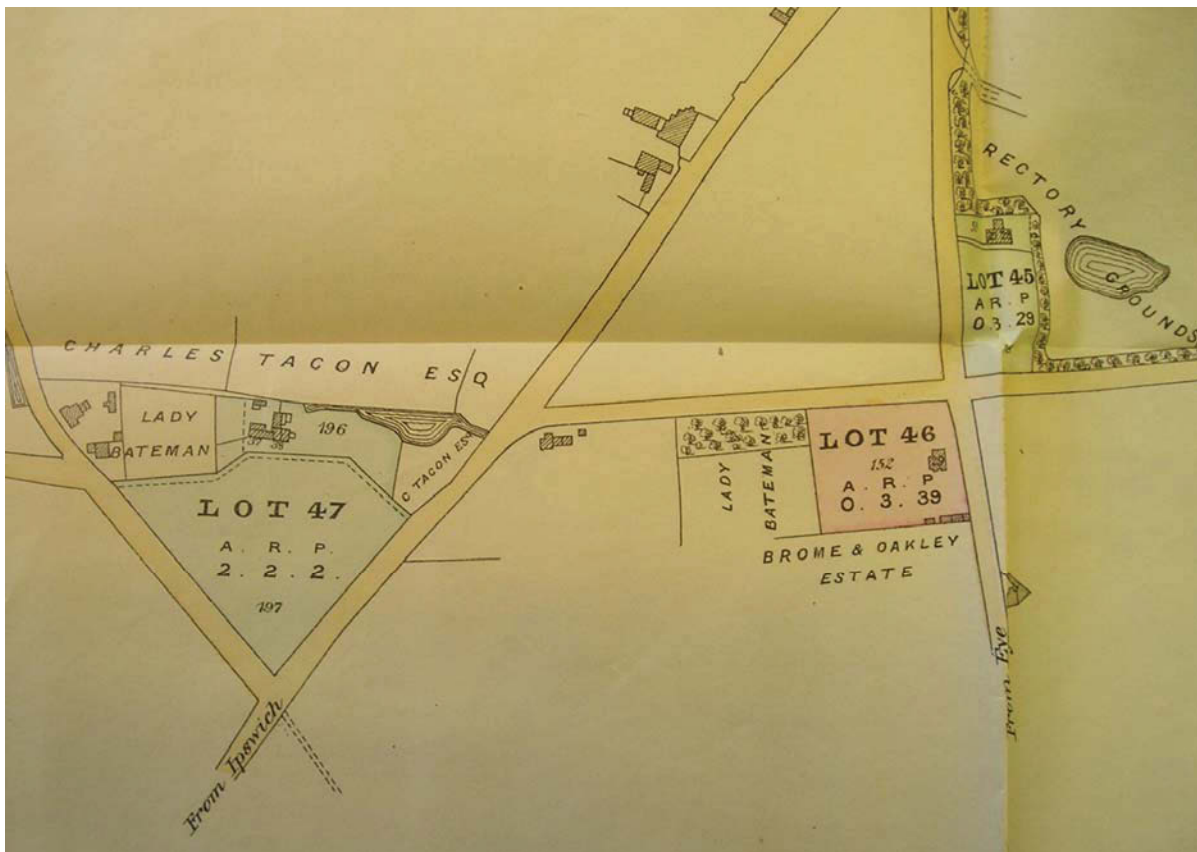 RECTORY GROUNDS
LOT 45
A R. P
0. 3. 29
CHARLES TACON ESQ
LADY
BATEMAN
37 38
196
C TACON ESQ
LOT 47
A. R. P.
2. 2. 2.
197
LADY
BATEMAN
LOT 46
152
A. R. P
0. 3. 39
BROME & OAKLEY
ESTATE
From Ipswich
From Eye